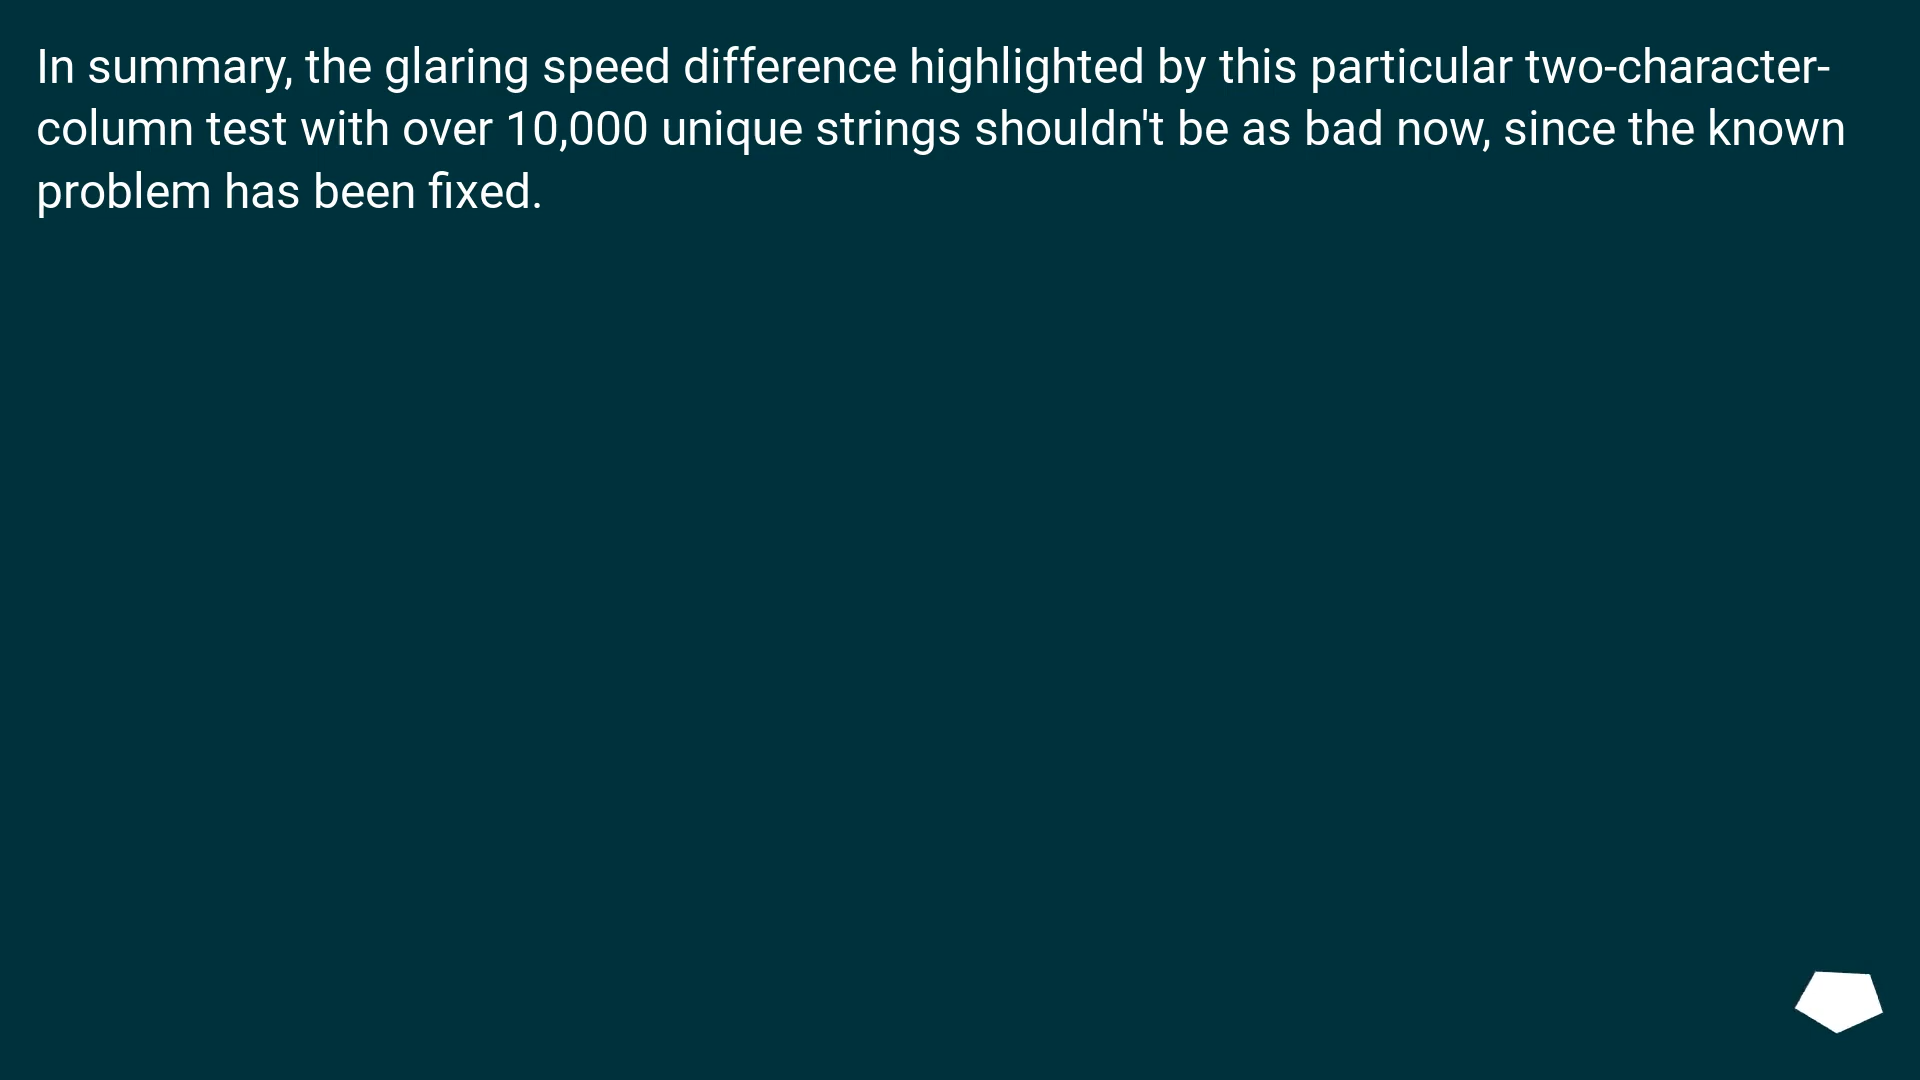 In summary, the glaring speed difference highlighted by this particular two-character-
column test with over 10,000 unique strings shouldn't be as bad now, since the known
problem has been fixed.